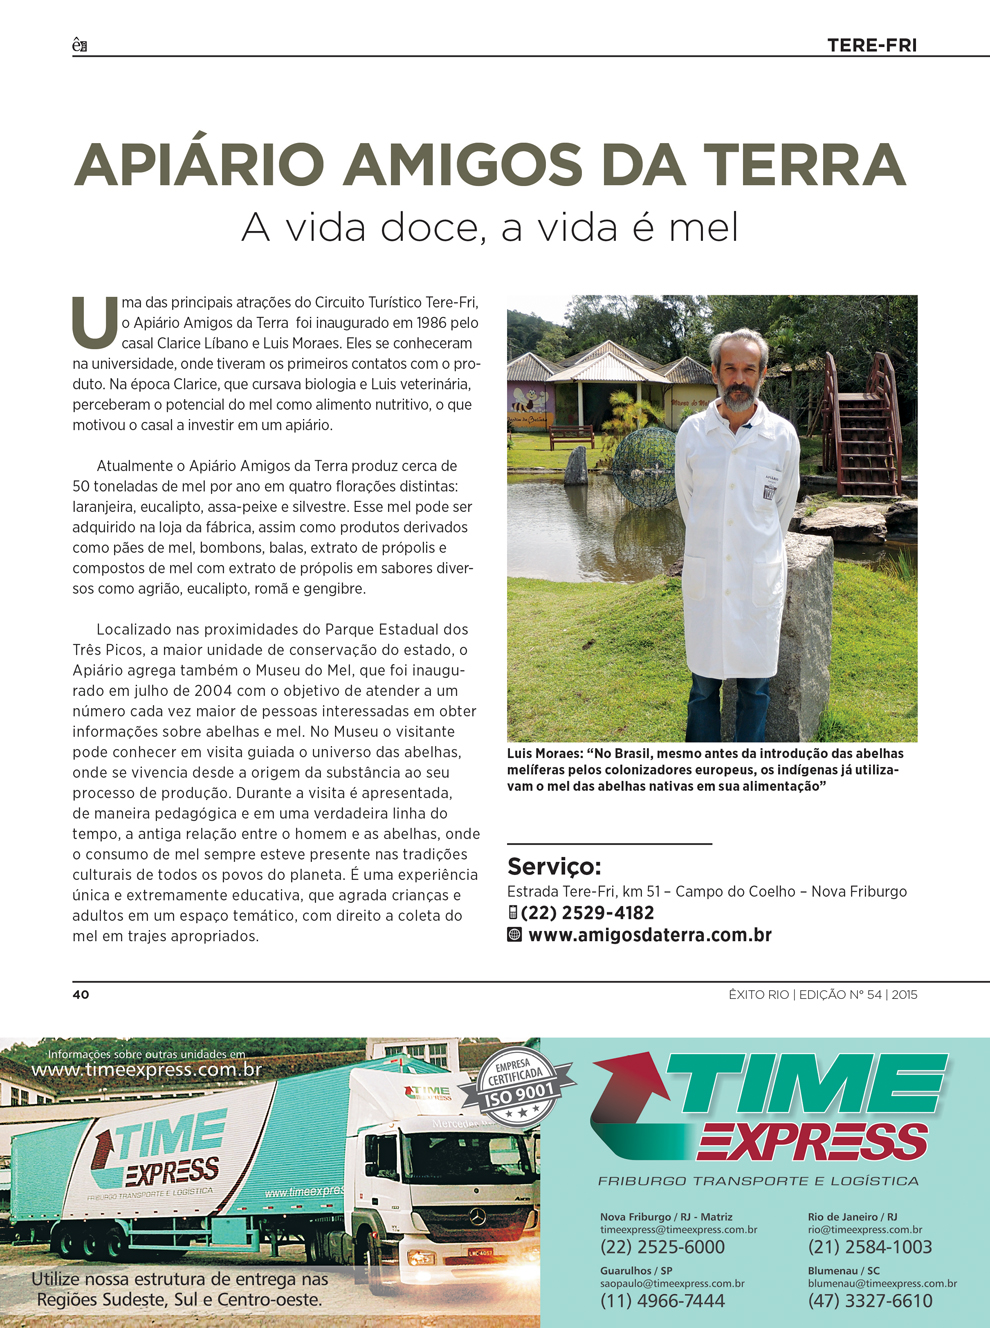 TERE-FRI
APIÁRIO AMIGOS DA TERRA
A vida doce, a vida é mel
Uma das principais atrações do Circuito Turístico Tere-Fri,
o Apiário Amigos da Terra foi inaugurado em 1986 pelo
casal Clarice Líbano e Luis Moraes. Eles se conheceram
na universidade, onde tiveram os primeiros contatos com o pro-
duto. Na época Clarice, que cursava biologia e Luis veterinária,
perceberam o potencial do mel como alimento nutritivo, o que
motivou o casal a investir em um apiário.
Atualmente o Apiário Amigos da Terra produz cerca de
50 toneladas de mel por ano em quatro florações distintas:
laranjeira, eucalipto, assa-peixe e silvestre. Esse mel pode ser
adquirido na loja da fábrica, assim como produtos derivados
como pães de mel, bombons, balas, extrato de própolis e
compostos de mel com extrato de própolis em sabores diver-
sos como agrião, eucalipto, romã e gengibre.
Localizado nas proximidades do Parque Estadual dos
Três Picos, a maior unidade de conservação do estado, o
Apiário agrega também o Museu do Mel, que foi inaugu-
rado em julho de 2004 com o objetivo de atender a um
número cada vez maior de pessoas interessadas em obter
informações sobre abelhas e mel. No Museu o visitante
pode conhecer em visita guiada o universo das abelhas,
onde se vivencia desde a origem da substância ao seu
processo de produção. Durante a visita é apresentada,
de maneira pedagógica e em uma verdadeira linha do
tempo, a antiga relação entre o homem e as abelhas, onde
o consumo de mel sempre esteve presente nas tradições
culturais de todos os povos do planeta. É uma experiência
única e extremamente educativa, que agrada crianças e
adultos em um espaço temático, com direito a coleta do
mel em trajes apropriados.
Luis Moraes: “No Brasil, mesmo antes da introdução das abelhas
melíferas pelos colonizadores europeus, os indígenas já utiliza-
vam o mel das abelhas nativas em sua alimentação”
Serviço:
Estrada Tere-Fri, km 51 – Campo do Coelho – Nova Friburgo
(22) 2529-4182
www.amigosdaterra.com.br
40
ÊXITO RIO | EDIÇÃO Nº 54 | 2015
Informações sobre outras unidades em
www.timeexpress.com.br
EMPRESA
CERTIFICADA
ISO 9001
TIME
EXPRESS
FRIBURGO TRANSPORTE E LOGÍSTICA
www.timeexpres
TIME
EXPRESS
Mercedes-Be
Axor
LWC-4057
Utilize nossa estrutura de entrega nas
Regiões Sudeste, Sul e Centro-oeste.
TIME
EXPRESS
FRIBURGO TRANSPORTE E LOGÍSTICA
Nova Friburgo / RJ - Matriz
timeexpress@timeexpress.com.br
(22) 2525-6000
Rio de Janeiro / RJ
rio@timeexpress.com.br
(21) 2584-1003
Guarulhos / SP
saopaulo@timeexpress.com.br
(11) 4966-7444
Blumenau / SC
blumenau@timeexpress.com.br
(47) 3327-6610